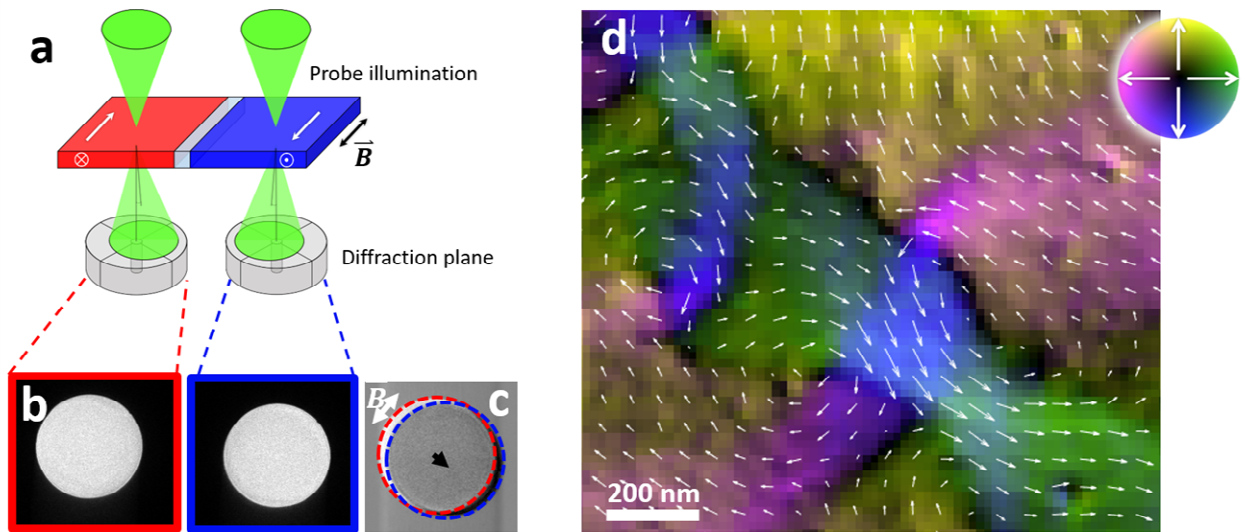 a
Probe illumination
B
Diffraction plane
b
B
c
d
200 nm